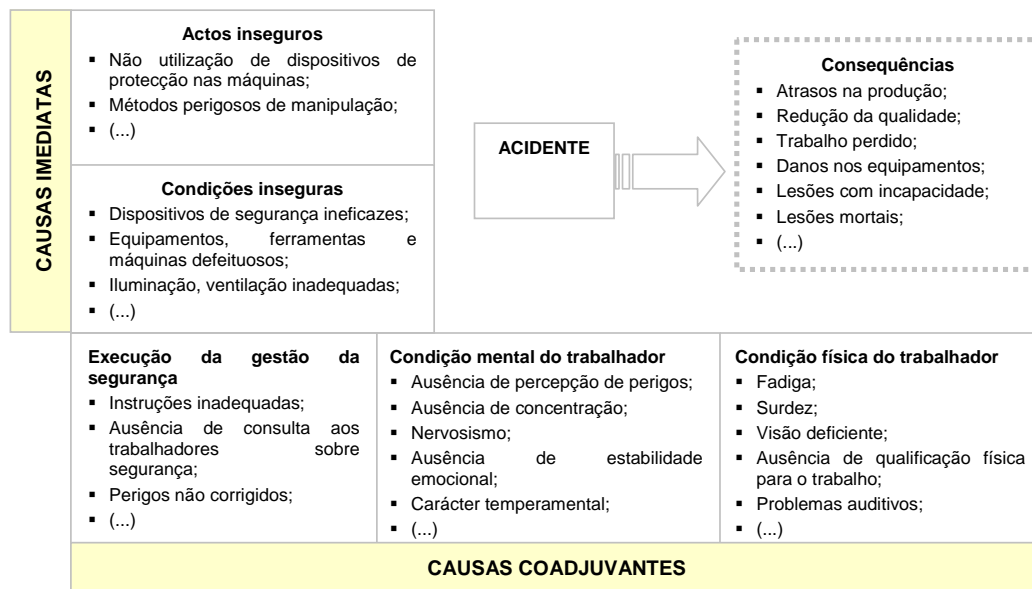 CAUSAS IMEDIATAS
Actos inseguros
▪ Não utilização de dispositivos de
protecção nas máquinas;
▪ Métodos perigosos de manipulação;
▪ (...)
Condições inseguras
▪ Dispositivos de segurança ineficazes;
▪ Equipamentos, ferramentas e
máquinas defeituosos;
▪ Iluminação, ventilação inadequadas;
▪ (...)
ACIDENTE
Consequências
▪ Atrasos na produção;
▪ Redução da qualidade;
▪ Trabalho perdido;
▪ Danos nos equipamentos;
▪ Lesões com incapacidade;
▪ Lesões mortais;
▪ (...)
Execução da gestão da
segurança
▪ Instruções inadequadas;
▪ Ausência de consulta aos
trabalhadores sobre
segurança;
▪ Perigos não corrigidos;
▪ (...)
Condição mental do trabalhador
▪ Ausência de percepção de perigos;
▪ Ausência de concentração;
▪ Nervosismo;
▪ Ausência de estabilidade
emocional;
▪ Carácter temperamental;
▪ (...)
Condição física do trabalhador
▪ Fadiga;
▪ Surdez;
▪ Visão deficiente;
▪ Ausência de qualificação física
para o trabalho;
▪ Problemas auditivos;
▪ (...)
CAUSAS COADJUVANTES